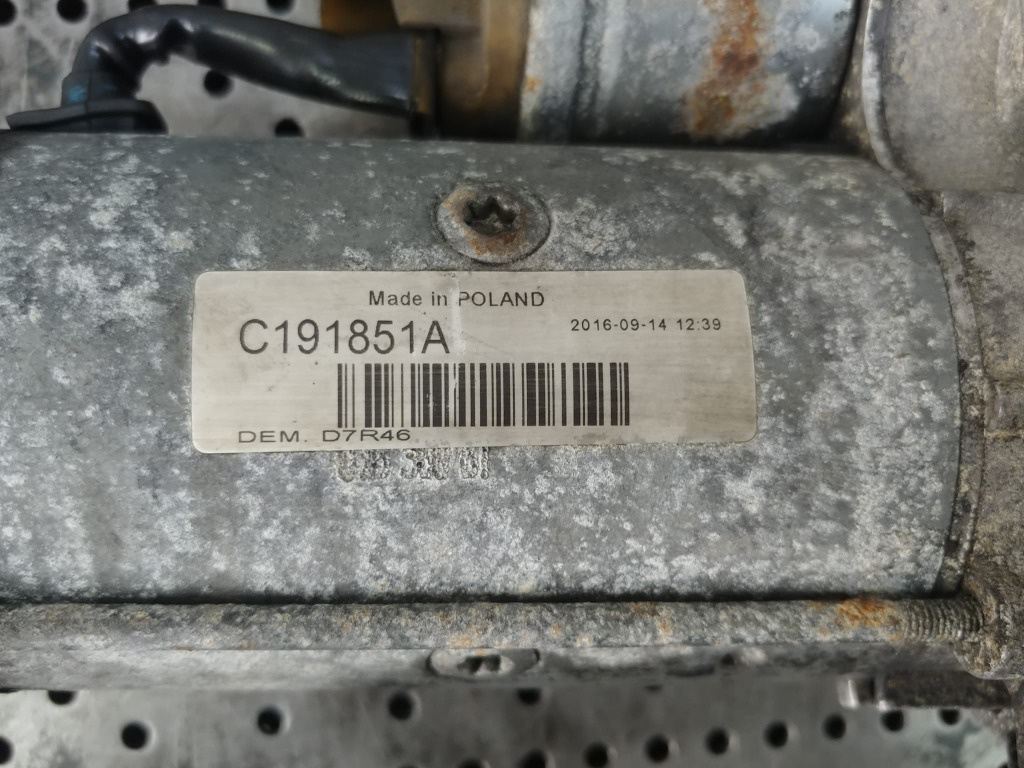 Made in POLAND
C191851A
2016-09-14 12:39
DEM. D7R46